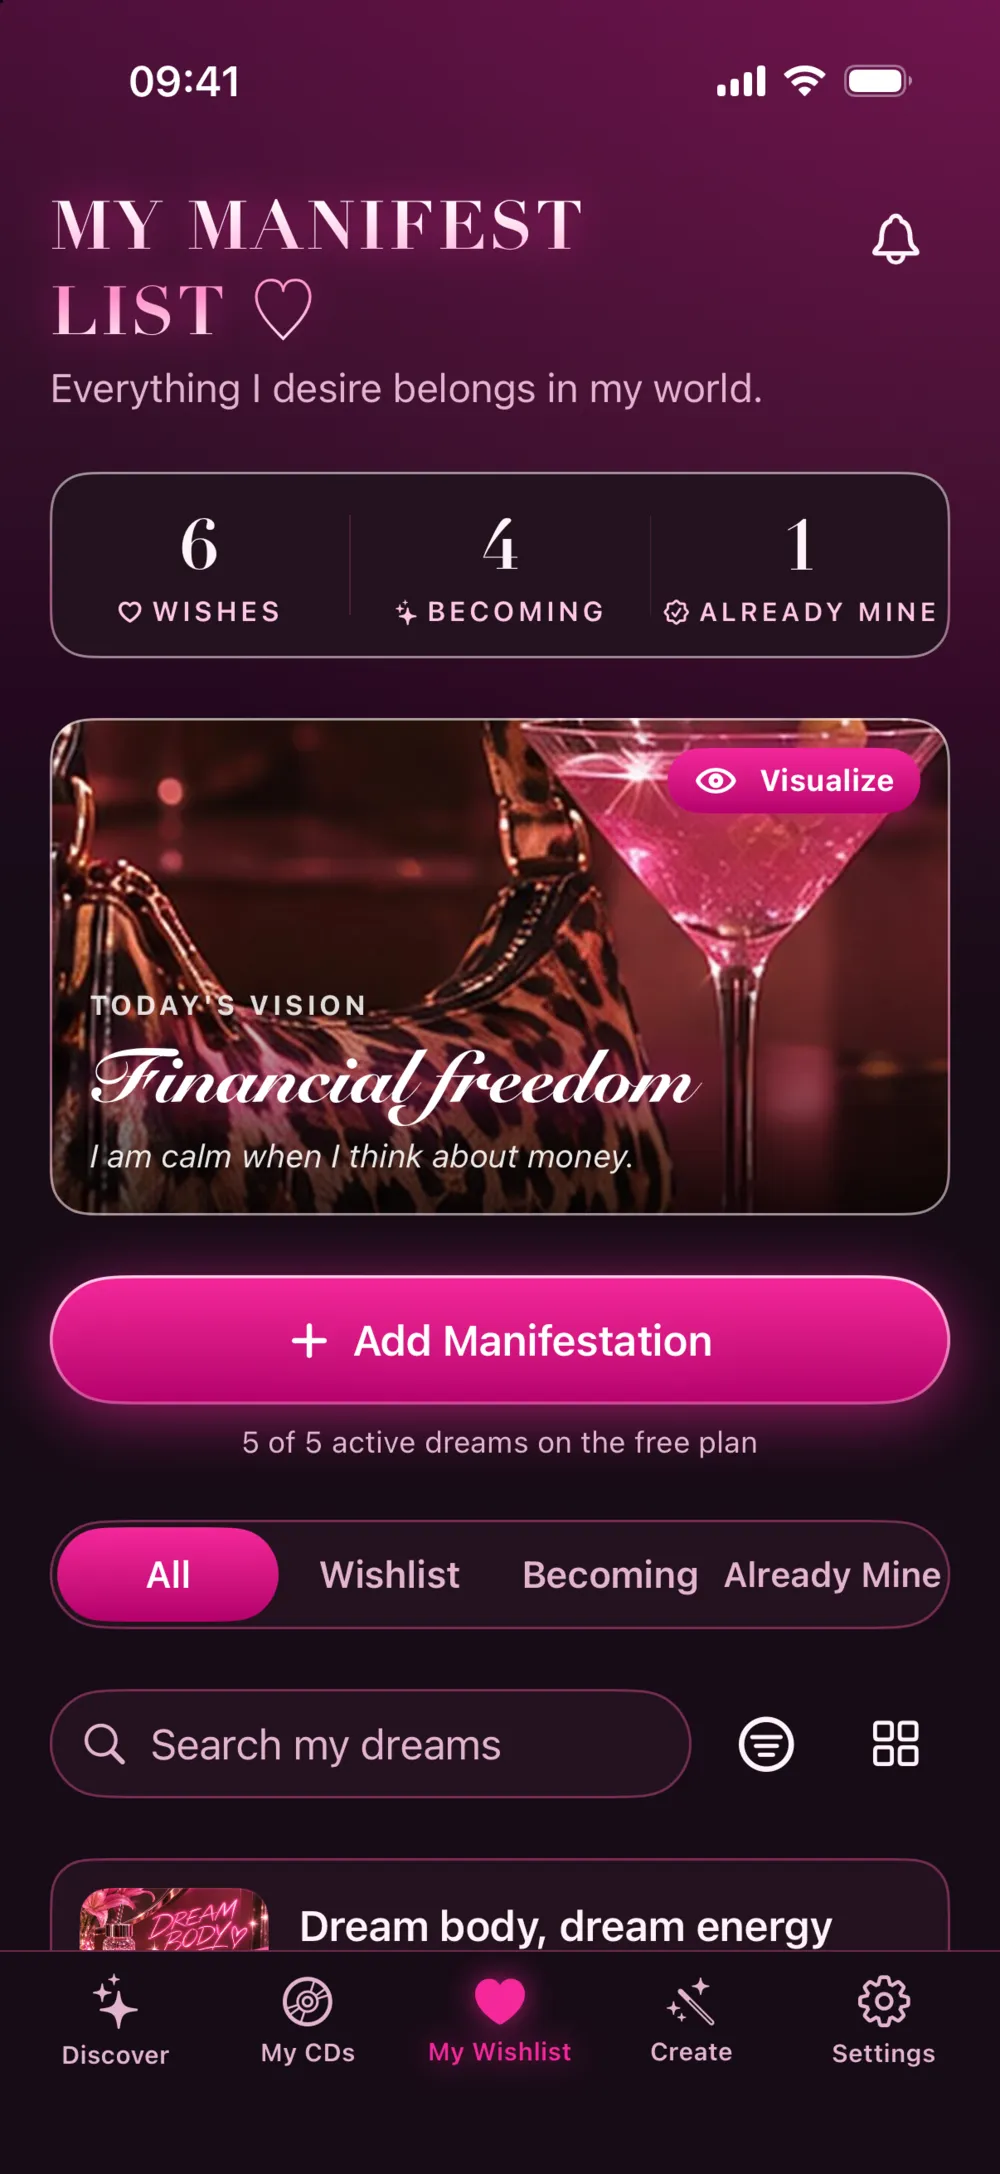 09:41
MY MANIFEST
LIST ♡
Everything I desire belongs in my world.
6
WISHES
4
BECOMING
1
ALREADY MINE
Visualize
TODAY'S VISION
Financial freedom
I am calm when I think about money.
+ Add Manifestation
5 of 5 active dreams on the free plan
All
Wishlist
Becoming
Already Mine
Search my dreams
DREAM
BODY♡
Dream body, dream energy
Discover
My CDs
My Wishlist
Create
Settings